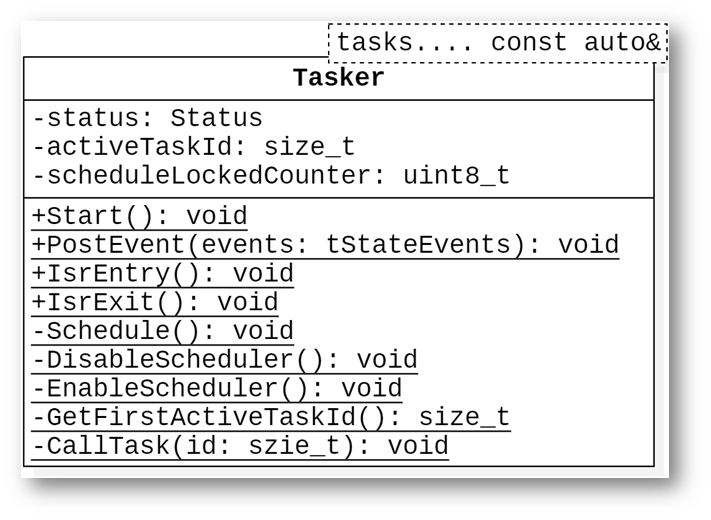 tasks.... const auto&
Tasker
-status: Status
-activeTaskId: size_t
-scheduleLockedCounter: uint8_t
+Start(): void
+PostEvent(events: tStateEvents): void
+IsrEntry(): void
+IsrExit(): void
-Schedule(): void
-DisableScheduler(): void
-EnableScheduler(): void
-GetFirstActiveTaskId(): size_t
-CallTask(id: szie_t): void